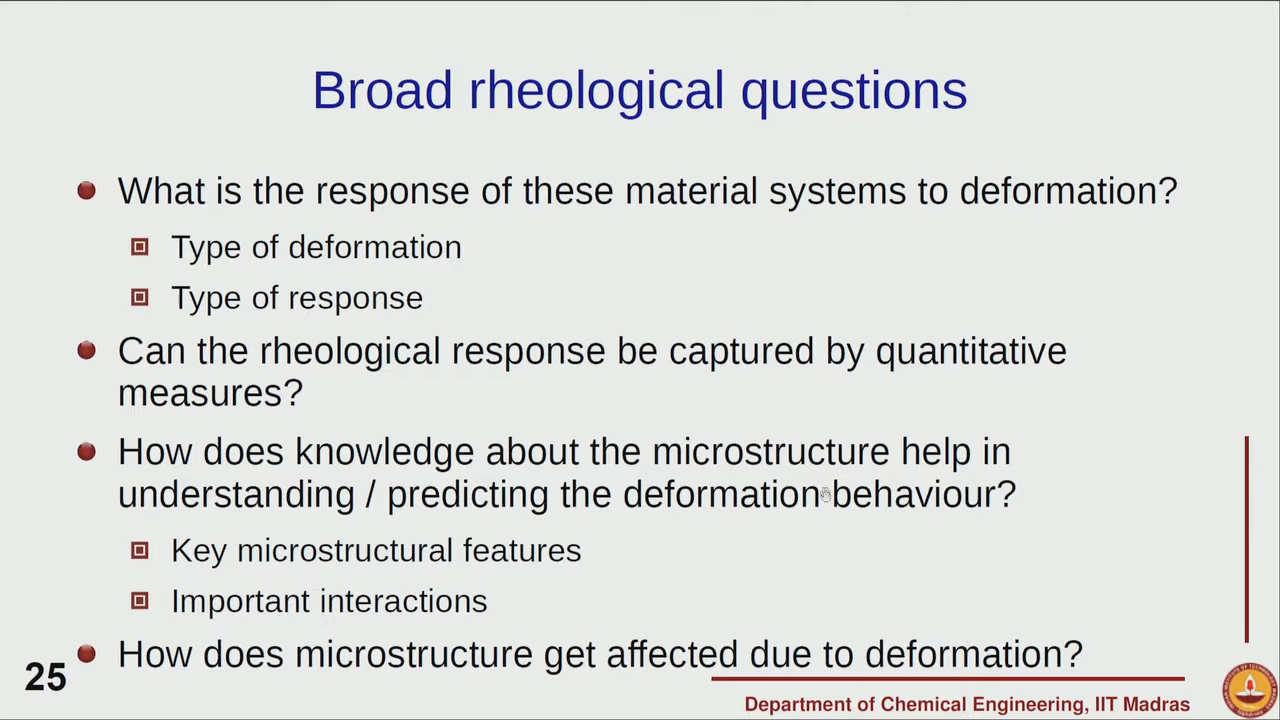 Broad rheological questions
What is the response of these material systems to deformation?
Type of deformation
Type of response
Can the rheological response be captured by quantitative
measures?
How does knowledge about the microstructure help in
understanding / predicting the deformation behaviour?
Key microstructural features
Important interactions
How does microstructure get affected due to deformation?
25
Department of Chemical Engineering, IIT Madras